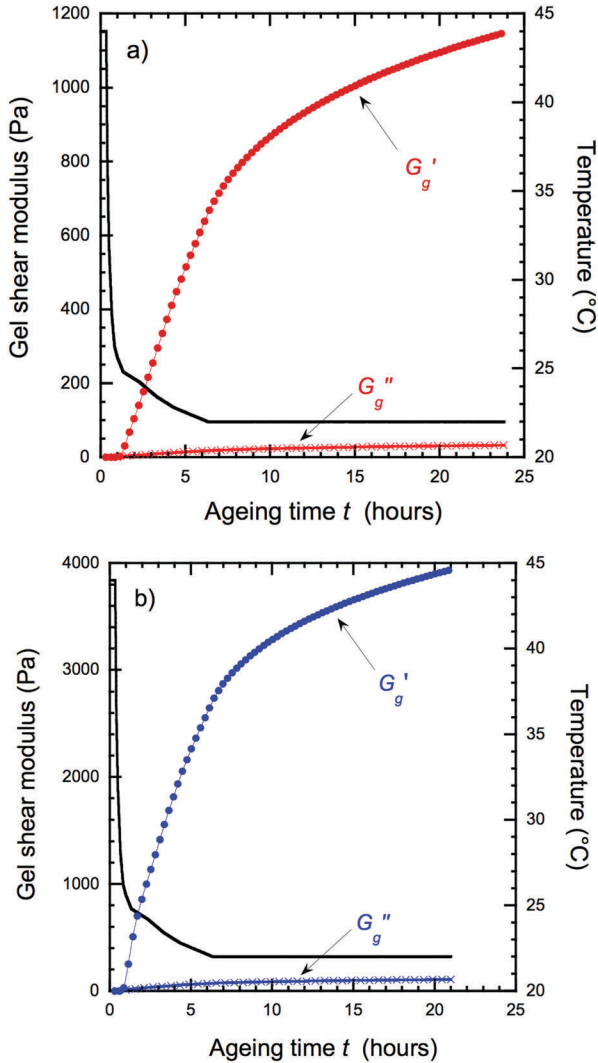 a)
Gel shear modulus (Pa)
1200
1000
800
600
400
200
0
45
40
35
30
25
20
Temperature (°C)
G_g'
G_g"
0 5 10 15 20 25
Ageing time t (hours)
b)
Gel shear modulus (Pa)
4000
3000
4000
1000
0
45
40
35
30
25
20
Temperature (°C)
G_g'
G_g"
0 5 10 15 20 25
Ageing time t (hours)